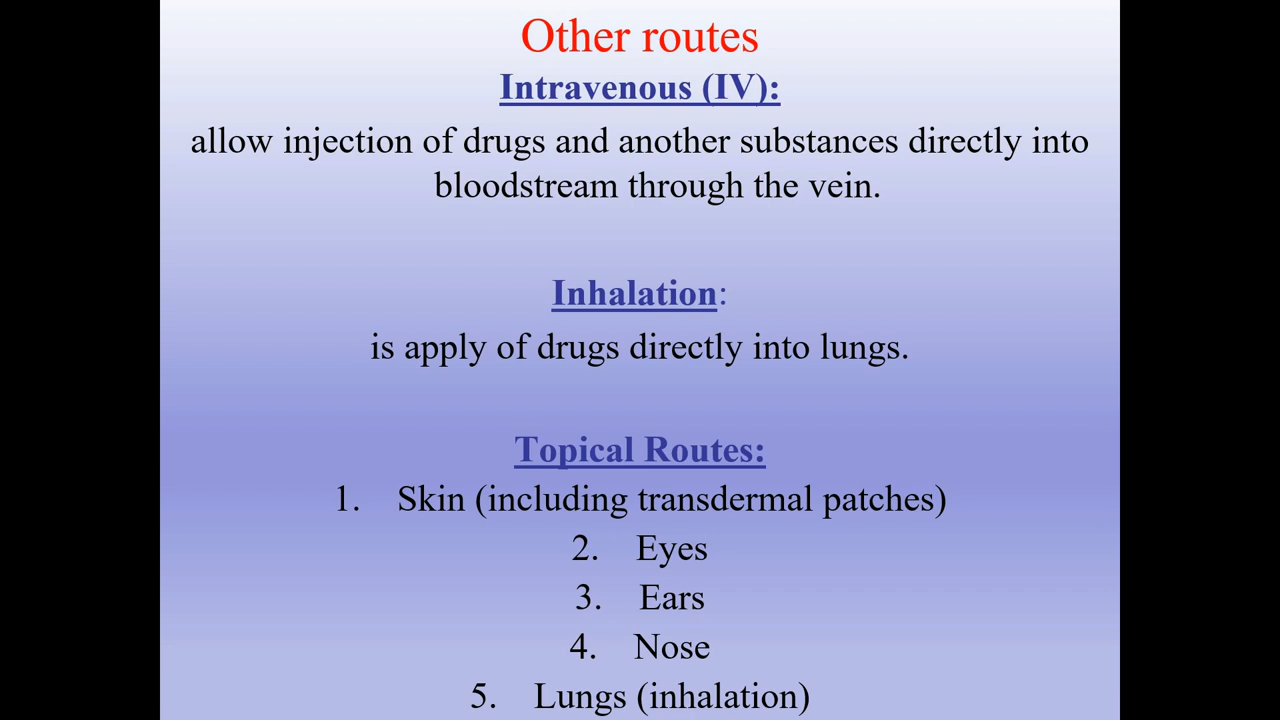 Other routes
Intravenous (IV):
allow injection of drugs and another substances directly into
bloodstream through the vein.
Inhalation:
is apply of drugs directly into lungs.
Topical Routes:
1. Skin (including transdermal patches)
2. Eyes
3. Ears
4. Nose
5. Lungs (inhalation)